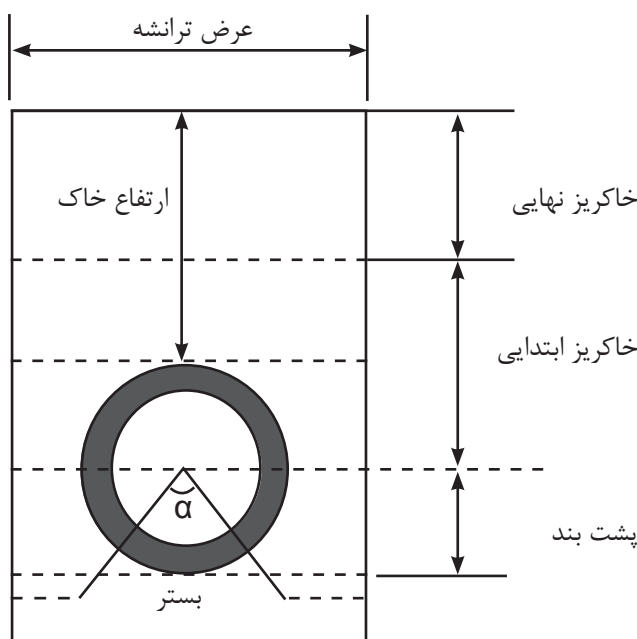 عرض ترانشه
ارتفاع خاک
خاکریز نهایی
خاکریز ابتدایی
α
پشت بند
بستر